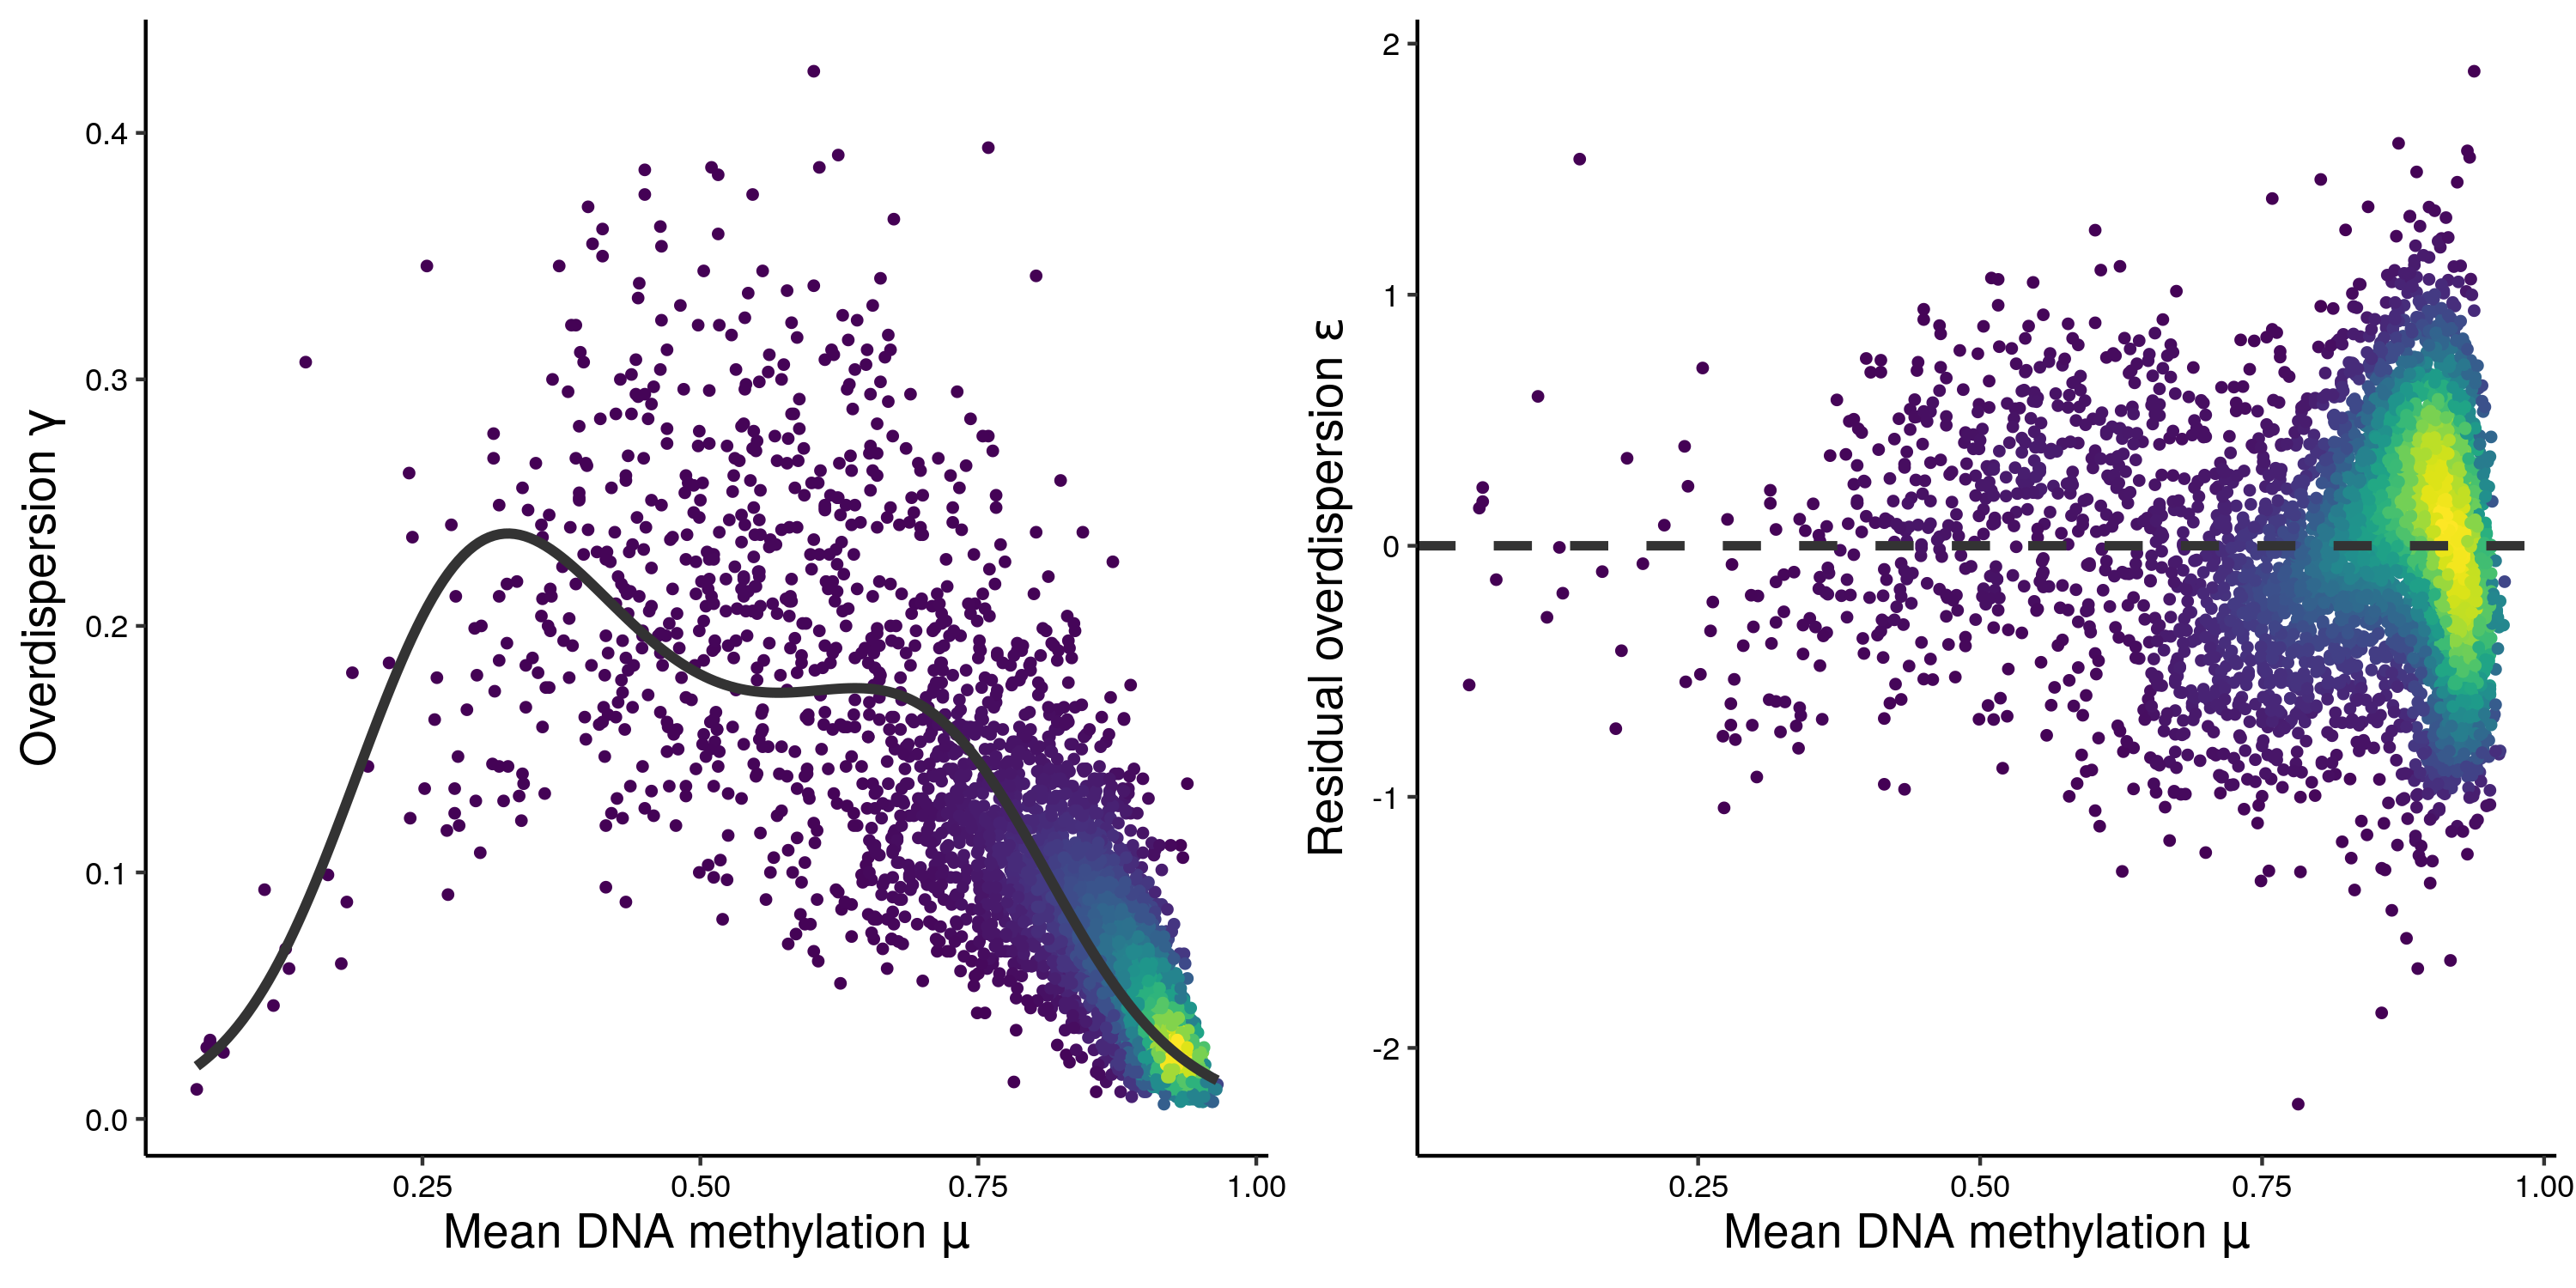 Overdispersion γ
0.4
0.3
0.2
0.1
0.0
0.25 0.50 0.75 1.00
Mean DNA methylation μ
Residual overdispersion ε
2
1
0
-1
-2
0.25 0.50 0.75 1.00
Mean DNA methylation μ